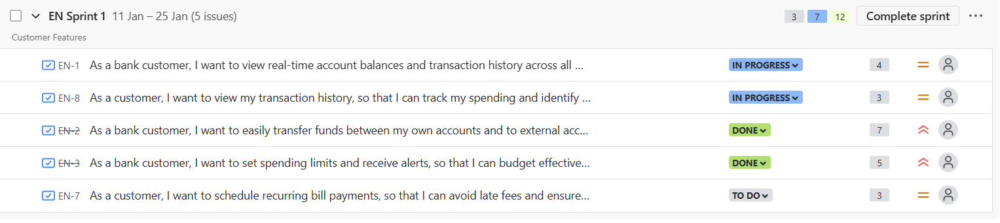 EN Sprint 1 11 Jan – 25 Jan (5 issues) 3 7 12 Complete sprint
Customer Features
EN-1 As a bank customer, I want to view real-time account balances and transaction history across all ... IN PROGRESS 4
EN-8 As a customer, I want to view my transaction history, so that I can track my spending and identify ... IN PROGRESS 3
EN-2 As a bank customer, I want to easily transfer funds between my own accounts and to external acc... DONE 7
EN-3 As a bank customer, I want to set spending limits and receive alerts, so that I can budget effective... DONE 5
EN-7 As a customer, I want to schedule recurring bill payments, so that I can avoid late fees and ensure... TO DO 3